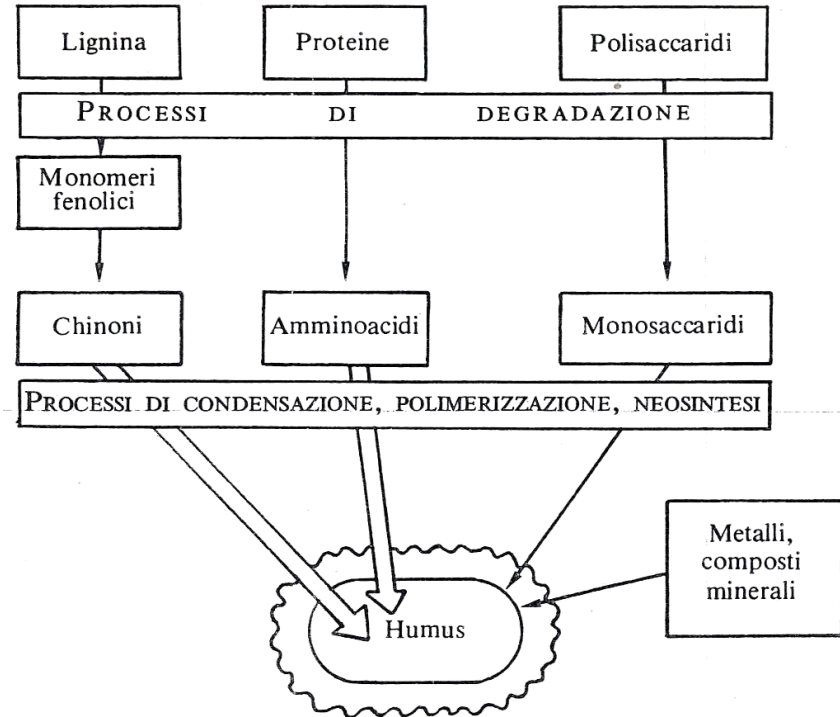 Lignina
Proteine
Polisaccaridi
PROCESSI DI DEGRADAZIONE
Monomeri
fenolici
Chinoni
Amminoacidi
Monosaccaridi
PROCESSI DI CONDENSAZIONE, POLIMERIZZAZIONE, NEOSINTESI
Metalli,
composti
minerali
Humus